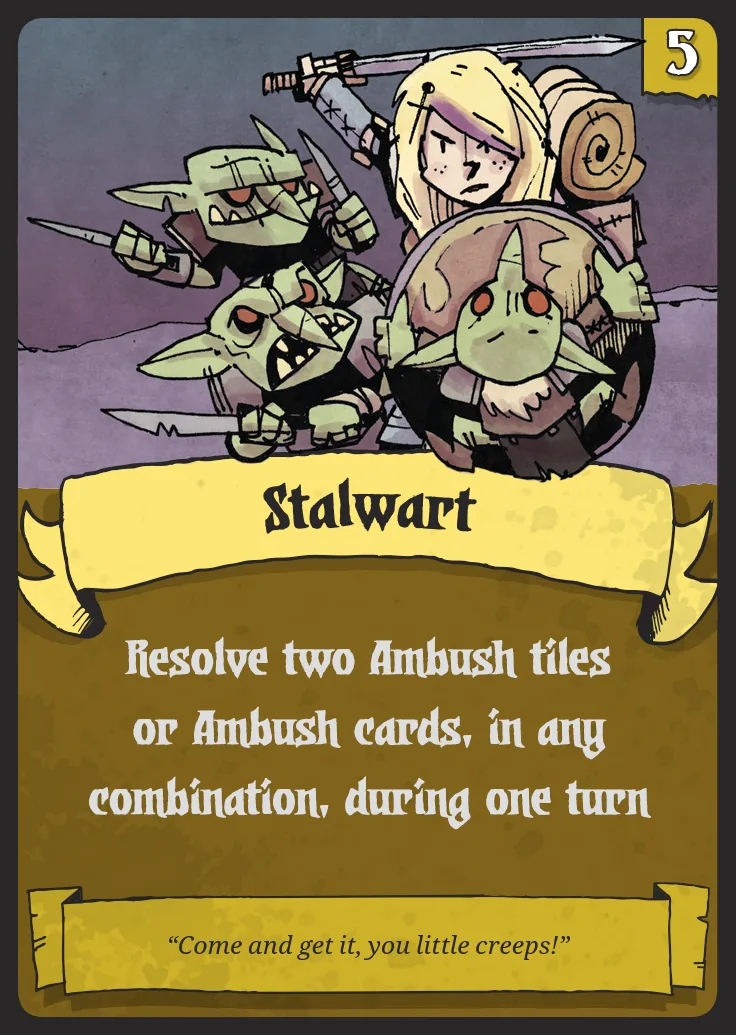 5
Stalwart
Resolve two Ambush tiles
or Ambush cards, in any
combination, during one turn
“Come and get it, you little creeps!”